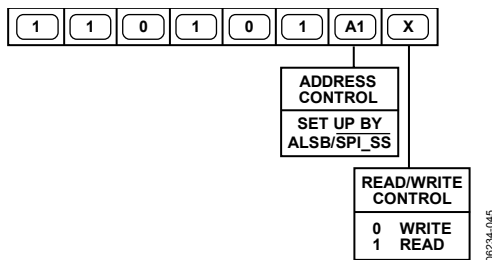 1 1 0 1 0 1 A1 X
ADDRESS
CONTROL
SET UP BY
ALSB/SPI_SS
READ/WRITE
CONTROL
0 WRITE
1 READ
06234-045